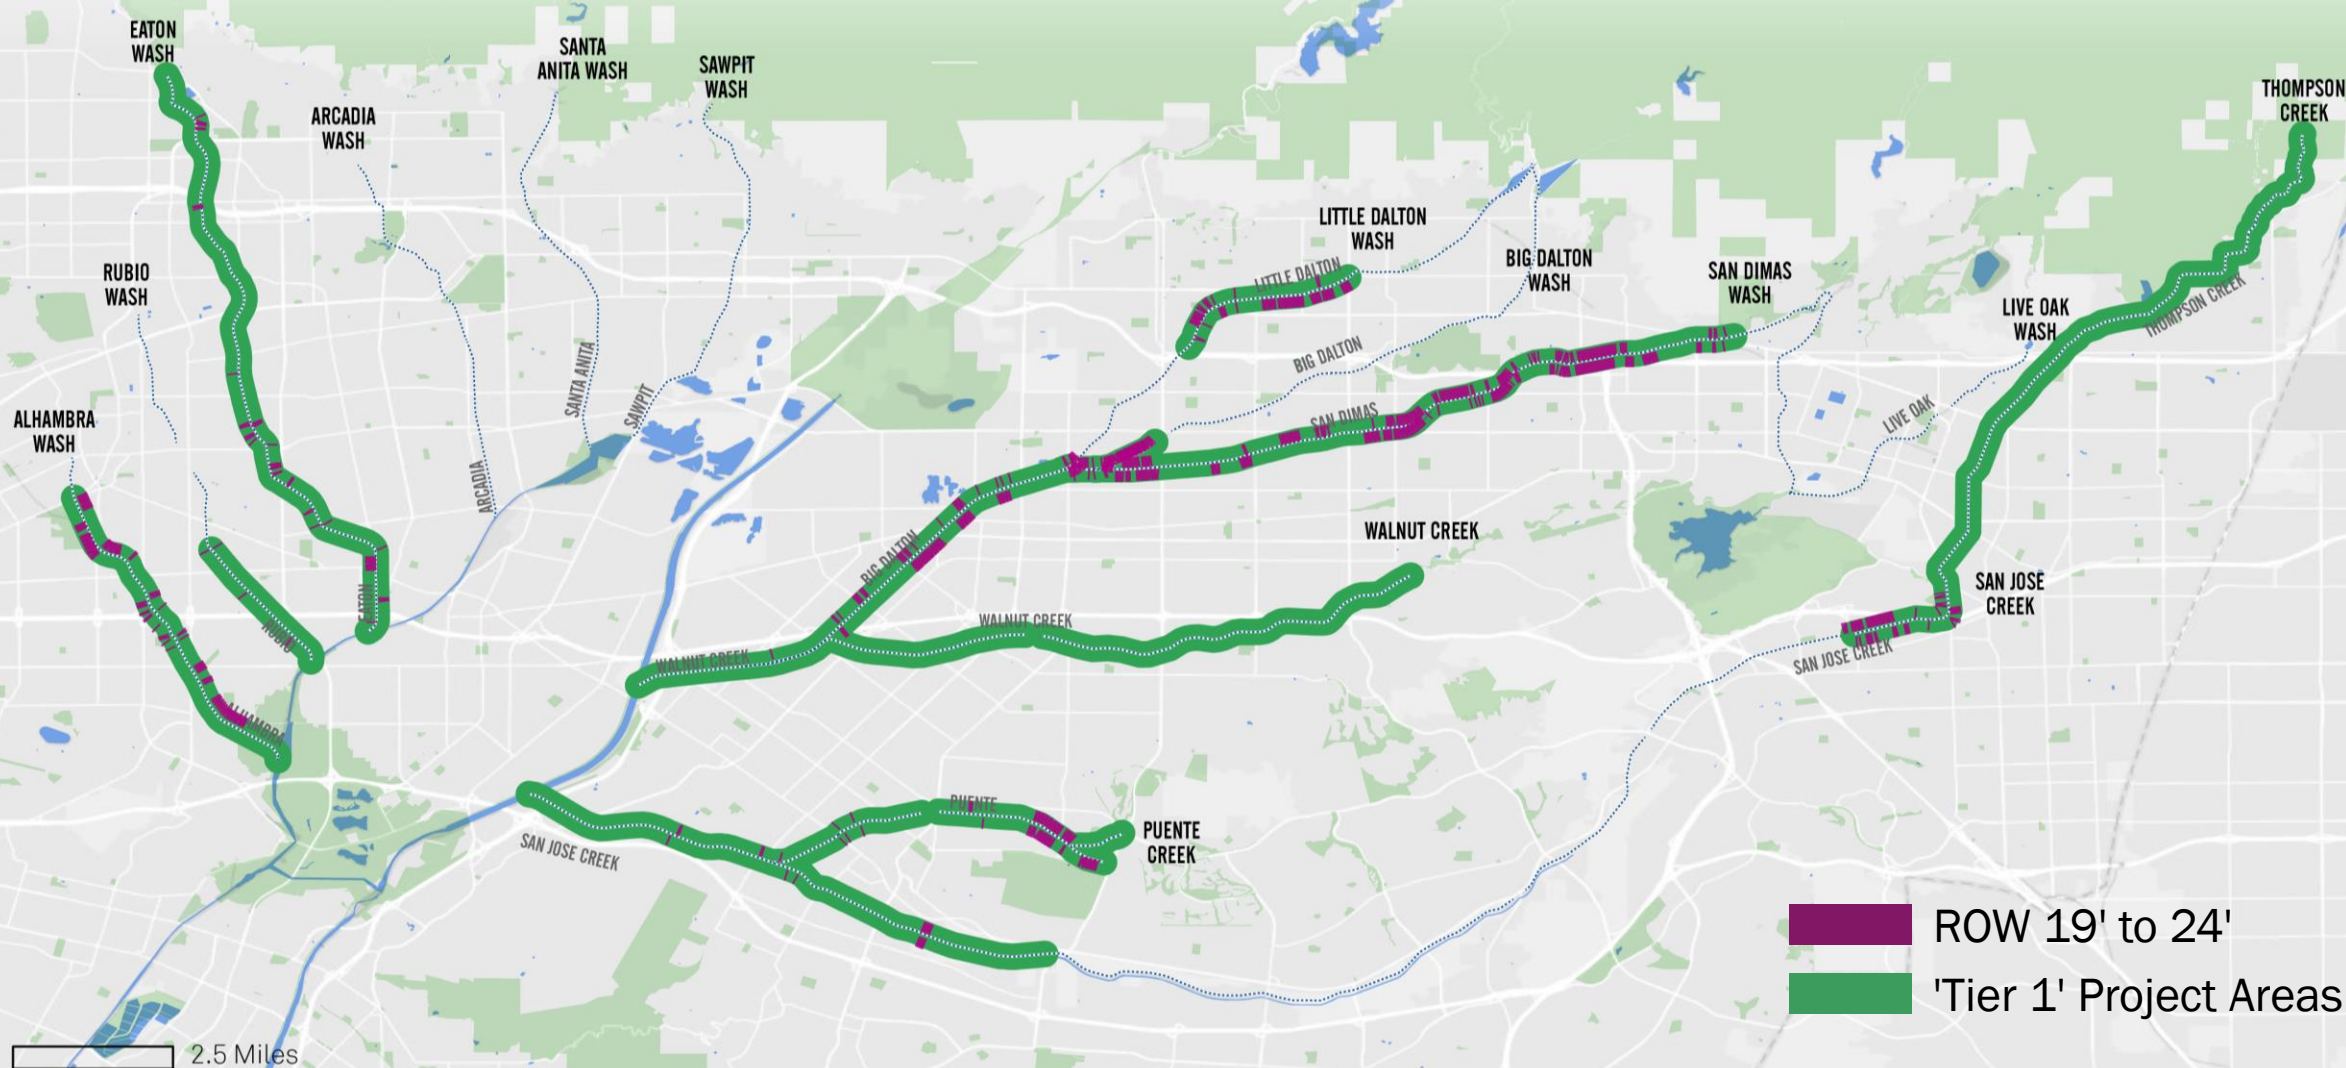 EATON
WASH
SANTA
ANITA WASH
SAWPIT
WASH
ARCADIA
WASH
THOMPSON
CREEK
LITTLE DALTON
WASH
BIG DALTON
WASH
SAN DIMAS
WASH
LIVE OAK
WASH
RUBIO
WASH
LITTLE DALTON
THOMPSON CREEK
BIG DALTON
SANTA ANITA
SAWPIT
ALHAMBRA
WASH
SAN DIMAS
LIVE OAK
ARCADIA
WALNUT CREEK
BIG DALTON
EATON
SAN JOSE
CREEK
RUBIO
WALNUT CREEK
WALNUT CREEK
SAN JOSE CREEK
ALHAMBRA
PUENTE
PUENTE
CREEK
SAN JOSE CREEK
ROW 19' to 24'
'Tier 1' Project Areas
2.5 Miles